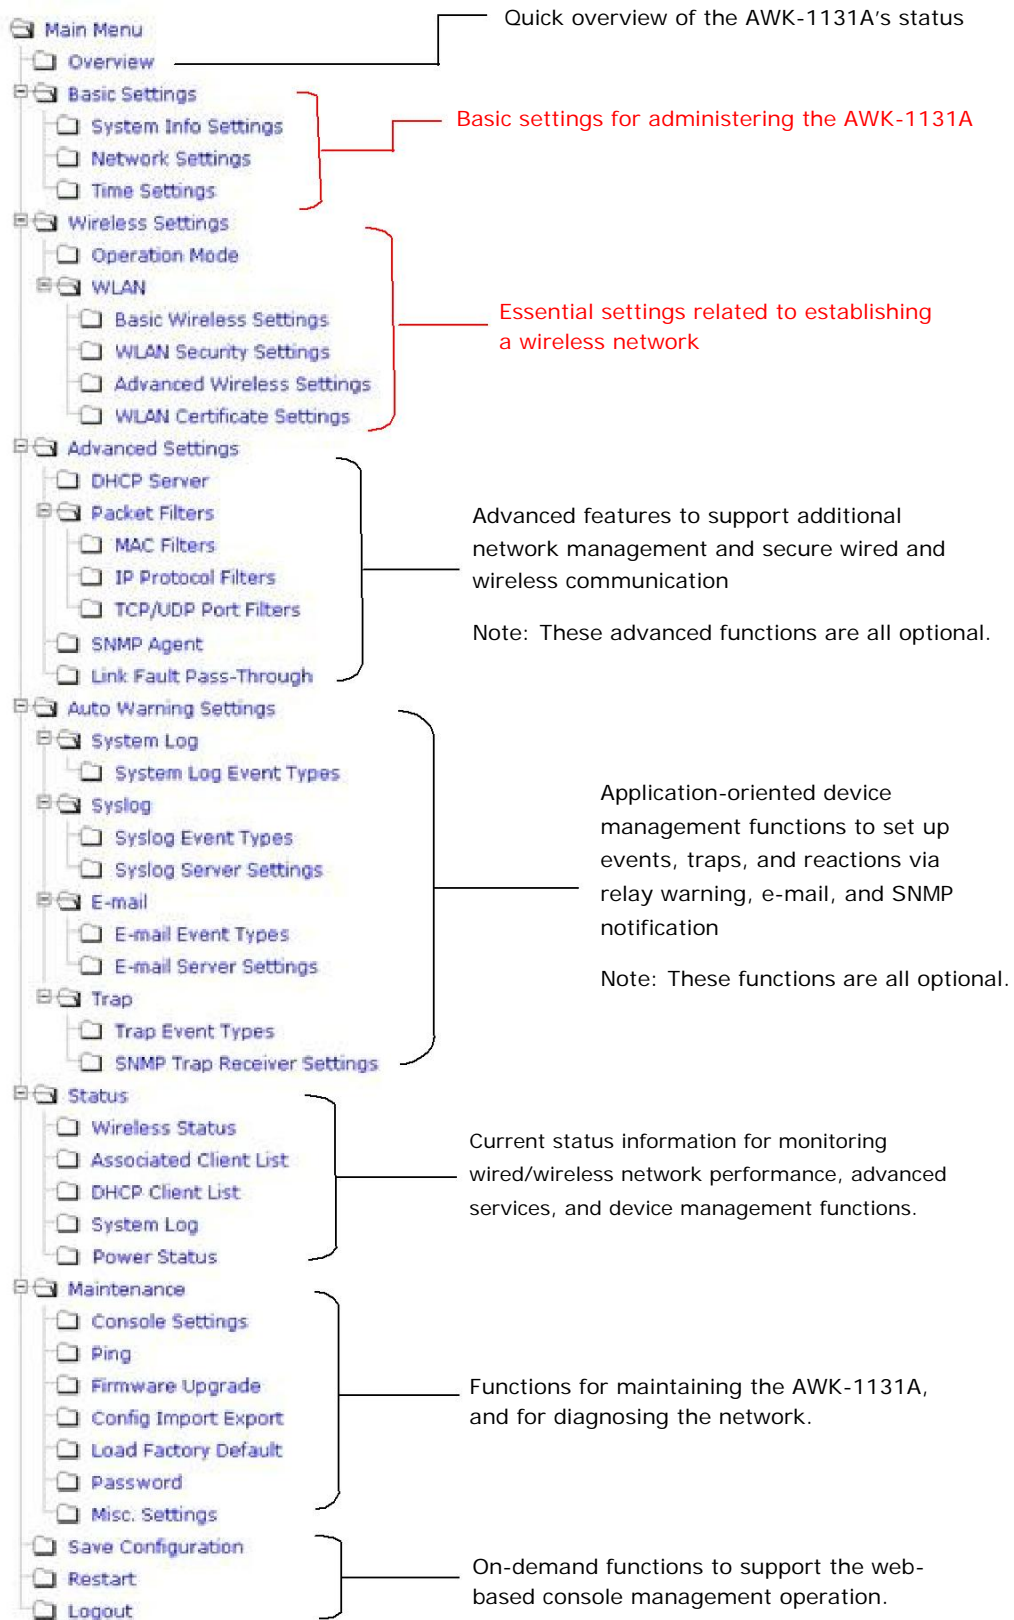 Main Menu
Quick overview of the AWK-1131A's status
Overview
Basic Settings
System Info Settings
Network Settings
Time Settings
Basic settings for administering the AWK-1131A
Wireless Settings
Operation Mode
WLAN
Basic Wireless Settings
WLAN Security Settings
Advanced Wireless Settings
WLAN Certificate Settings
Essential settings related to establishing
a wireless network
Advanced Settings
DHCP Server
Packet Filters
MAC Filters
IP Protocol Filters
TCP/UDP Port Filters
SNMP Agent
Link Fault Pass-Through
Advanced features to support additional
network management and secure wired and
wireless communication
Note: These advanced functions are all optional.
Auto Warning Settings
System Log
System Log Event Types
Syslog
Syslog Event Types
Syslog Server Settings
E-mail
E-mail Event Types
E-mail Server Settings
Trap
Trap Event Types
SNMP Trap Receiver Settings
Application-oriented device
management functions to set up
events, traps, and reactions via
relay warning, e-mail, and SNMP
notification
Note: These functions are all optional.
Status
Wireless Status
Associated Client List
DHCP Client List
System Log
Power Status
Current status information for monitoring
wired/wireless network performance, advanced
services, and device management functions.
Maintenance
Console Settings
Ping
Firmware Upgrade
Config Import Export
Load Factory Default
Password
Misc. Settings
Functions for maintaining the AWK-1131A,
and for diagnosing the network.
Save Configuration
Restart
Logout
On-demand functions to support the web-
based console management operation.